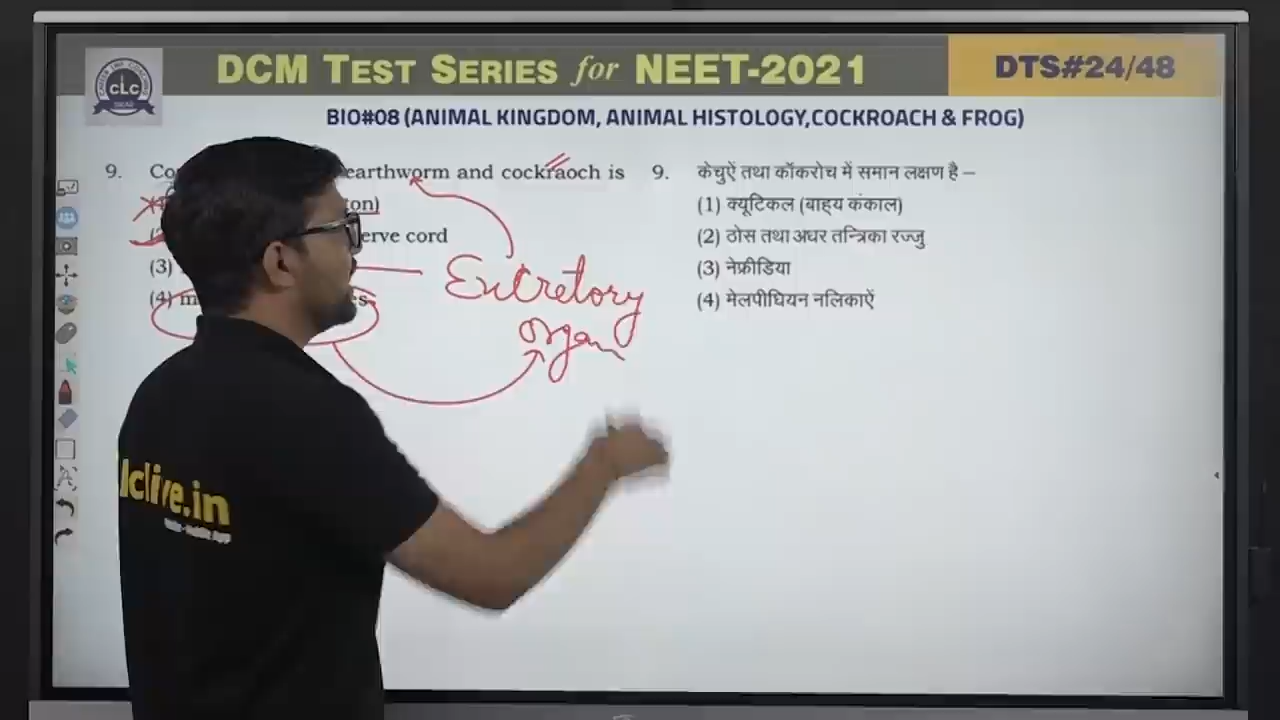 CLC
DCM TEST SERIES for NEET-2021
DTS#24/48
BIO#08 (ANIMAL KINGDOM, ANIMAL HISTOLOGY,COCKROACH & FROG)
9. earthworm and cockraoch is
erve cord
(3)
(4) m
Excretory
organ
9. केचुऐं तथा कॉकरोच में समान लक्षण है –
(1) क्यूटिकल (बाह्य कंकाल)
(2) ठोस तथा अधर तन्त्रिका रज्जु
(3) नेफ्रीडिया
(4) मेलपीघियन नलिकाऐं
lclive.in